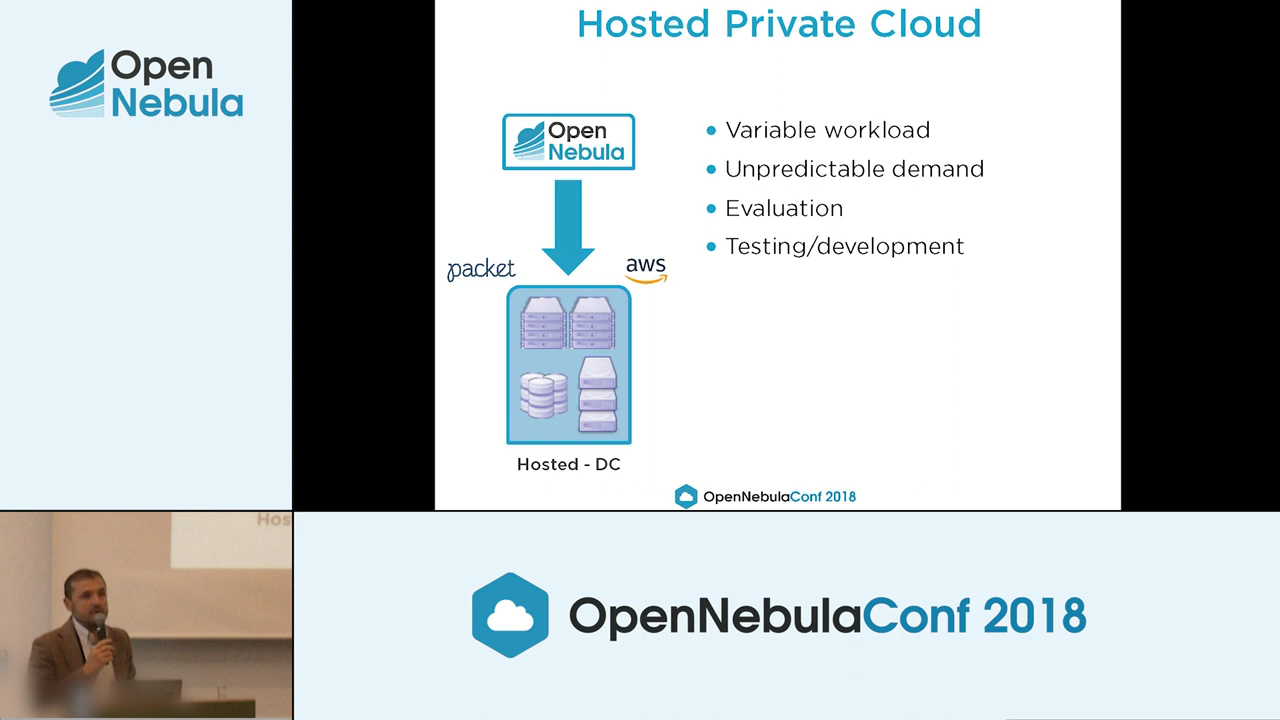 Open
Nebula
Hosted Private Cloud
Open
Nebula
packet
aws
Hosted - DC
• Variable workload
• Unpredictable demand
• Evaluation
• Testing/development
OpenNebulaConf 2018
Hos
OpenNebulaConf 2018